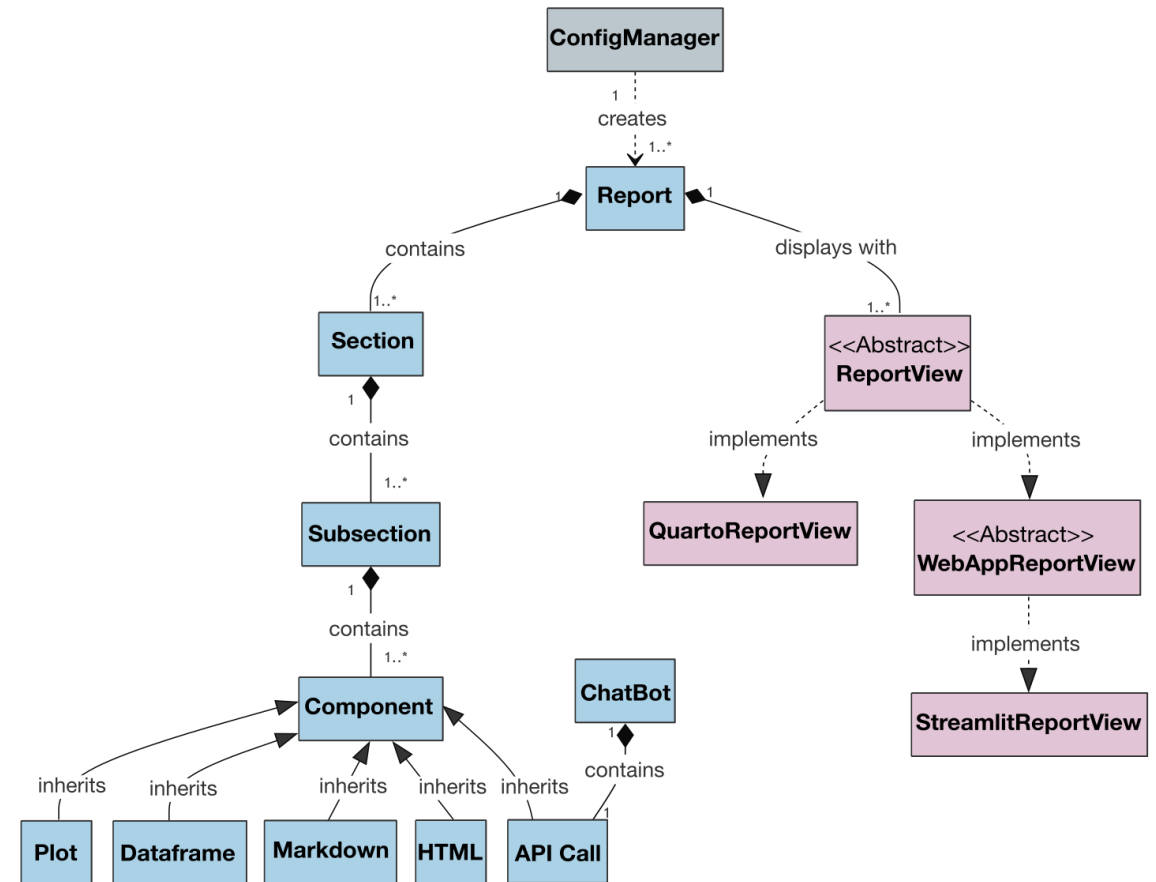 ConfigManager
1
creates
1..*
Report
1
1
contains
displays with
1..*
1..*
Section
<<Abstract>>
ReportView
1
contains
implements
implements
1..*
Subsection
QuartoReportView
<<Abstract>>
WebAppReportView
1
contains
implements
1..*
Component
ChatBot
StreamlitReportView
1
contains
inherits
inherits
inherits
inherits
inherits
1
Plot
Dataframe
Markdown
HTML
API Call